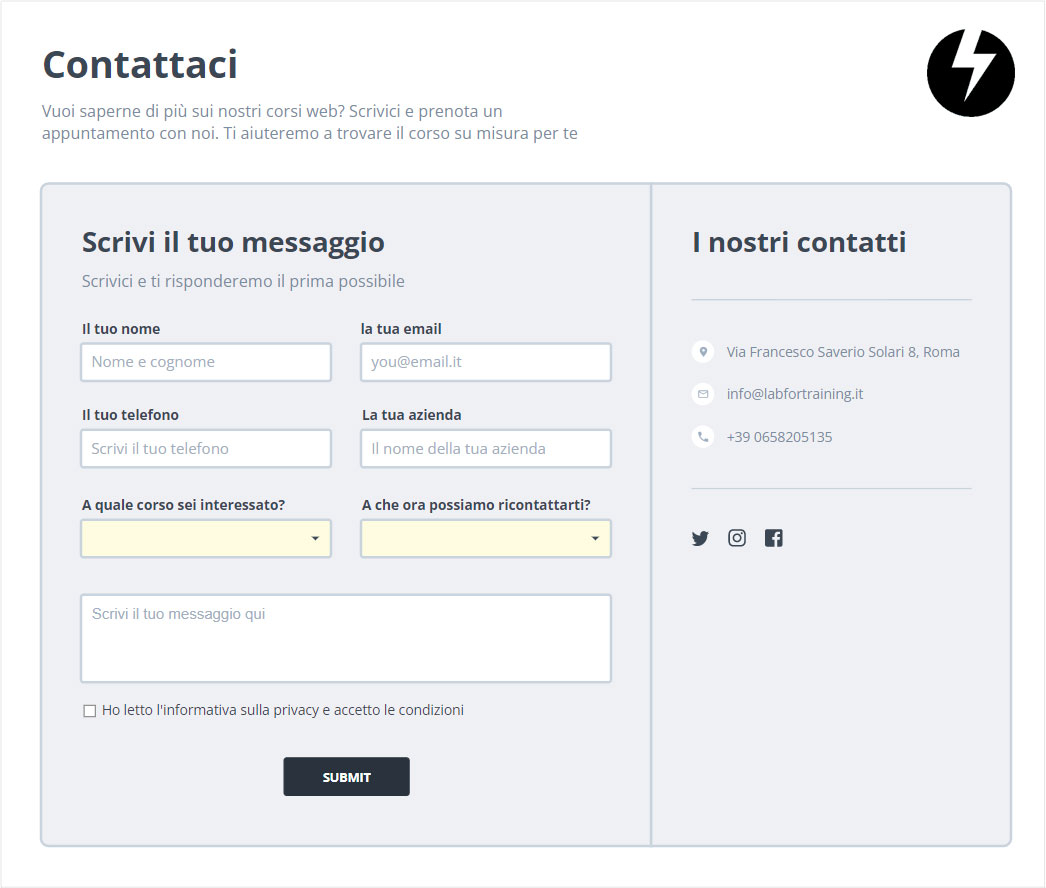 Contattaci
Vuoi saperne di più sui nostri corsi web? Scrivici e prenota un
appuntamento con noi. Ti aiuteremo a trovare il corso su misura per te
Scrivi il tuo messaggio
Scrivici e ti risponderemo il prima possibile
Il tuo nome
la tua email
Nome e cognome
you@email.it
Il tuo telefono
La tua azienda
Scrivi il tuo telefono
Il nome della tua azienda
A quale corso sei interessato?
A che ora possiamo ricontattarti?
Scrivi il tuo messaggio qui
Ho letto l'informativa sulla privacy e accetto le condizioni
SUBMIT
I nostri contatti
Via Francesco Saverio Solari 8, Roma
info@labfortraining.it
+39 0658205135